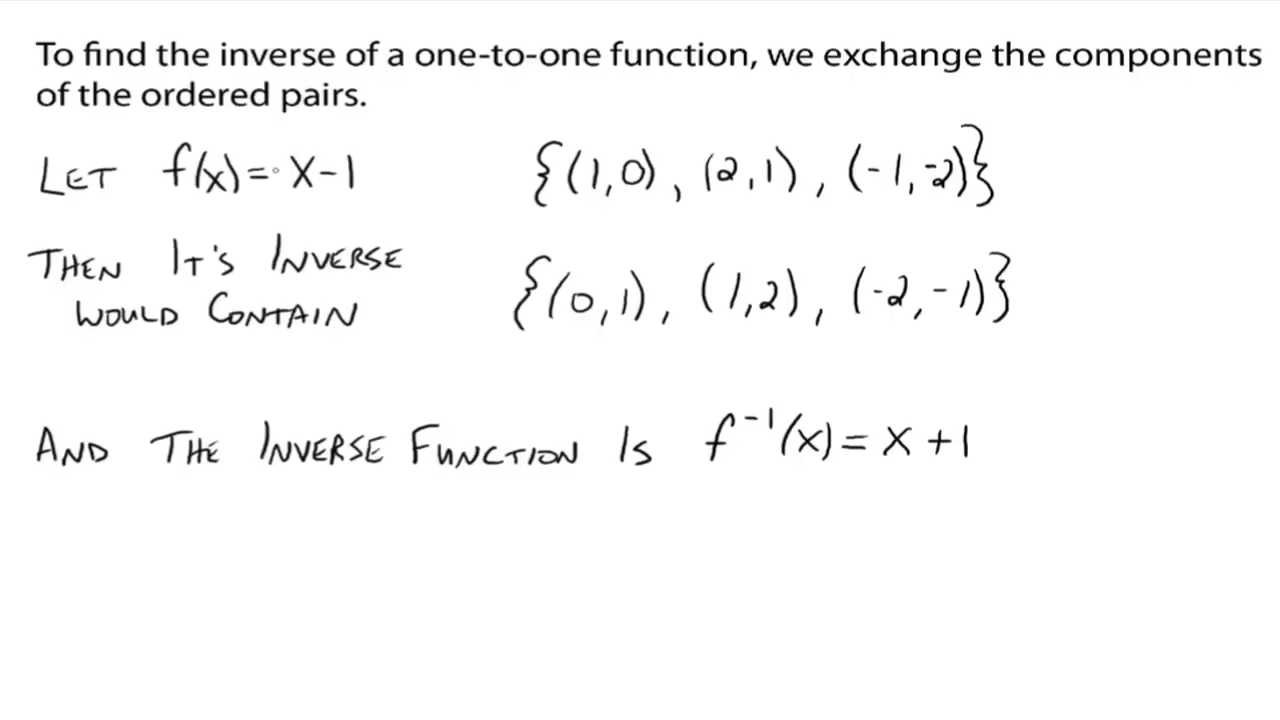 To find the inverse of a one-to-one function, we exchange the components
of the ordered pairs.
LET f(x) = x - 1 {(1,0), (2,1), (-1,-2)}
THEN IT'S INVERSE
WOULD CONTAIN {(0,1), (1,2), (-2,-1)}
AND THE INVERSE FUNCTION IS f⁻¹(x) = x + 1